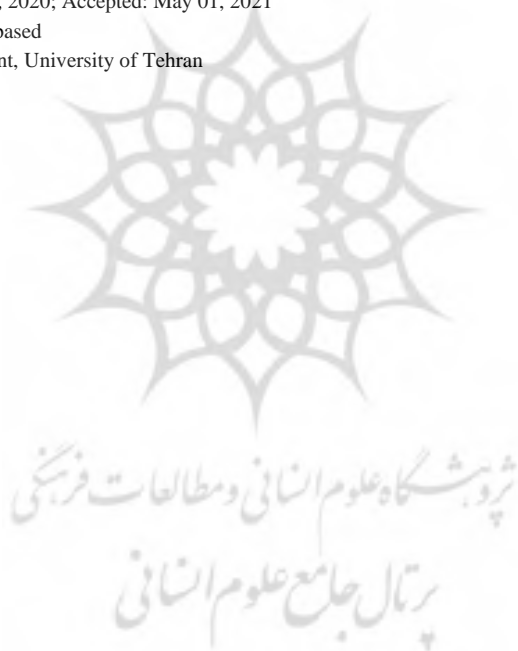 , 2020; Accepted: May 01, 2021
based
nt, University of Tehran
پژوهشگاه علوم انسانی و مطالعات فرهنگی
پرتال جامع علوم انسانی